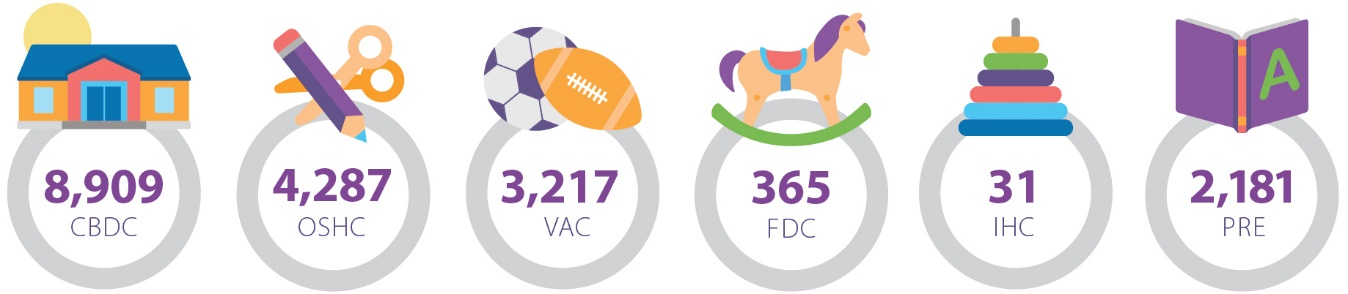 8,909
CBDC
4,287
OSHC
3,217
VAC
365
FDC
31
IHC
A
2,181
PRE